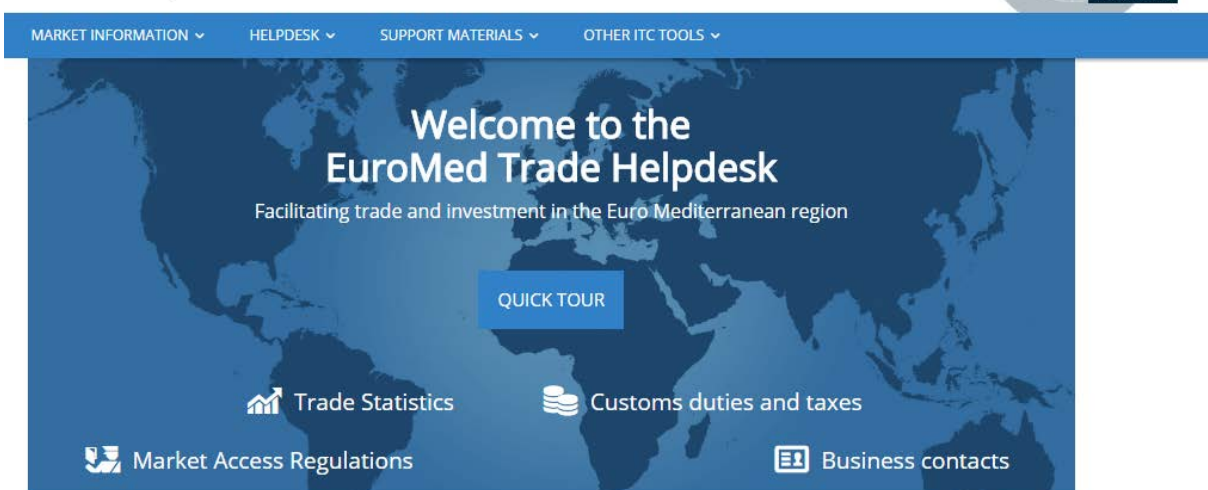 MARKET INFORMATION HELPDESK SUPPORT MATERIALS OTHER ITC TOOLS
Welcome to the
EuroMed Trade Helpdesk
Facilitating trade and investment in the Euro Mediterranean region
QUICK TOUR
Trade Statistics Customs duties and taxes
Market Access Regulations Business contacts